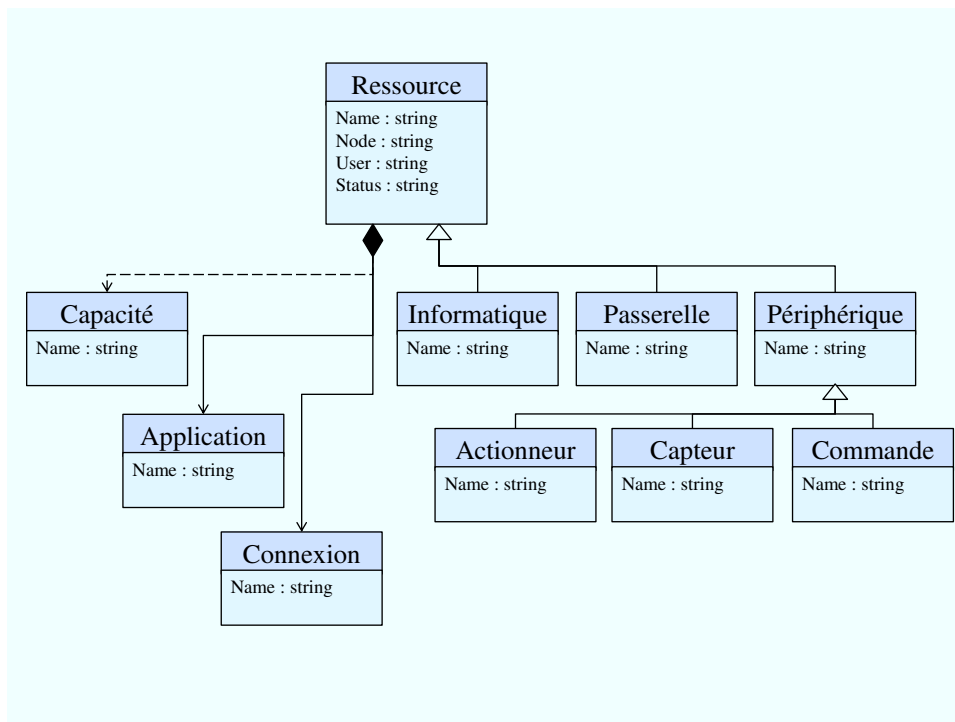 Ressource
Name : string
Node : string
User : string
Status : string
Capacité
Name : string
Informatique
Name : string
Passerelle
Name : string
Périphérique
Name : string
Application
Name : string
Actionneur
Name : string
Capteur
Name : string
Commande
Name : string
Connexion
Name : string